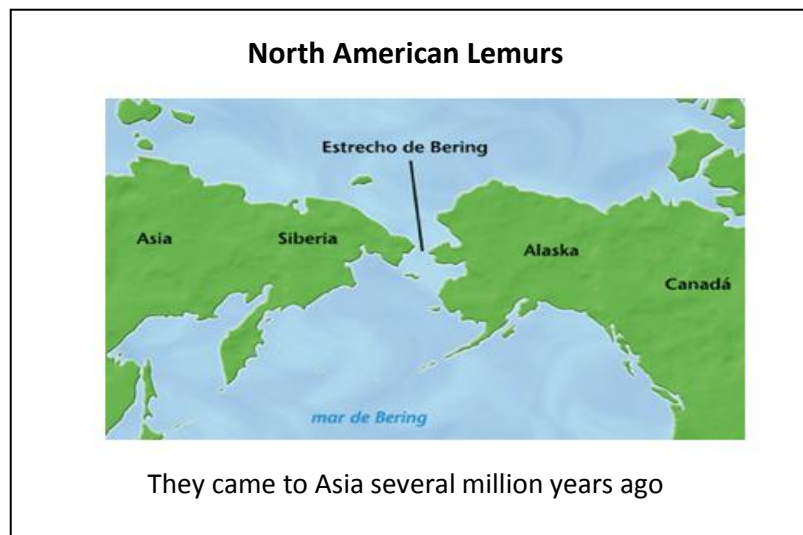 North American Lemurs
Estrecho de Bering
Asia
Siberia
Alaska
Canadá
mar de Bering
They came to Asia several million years ago